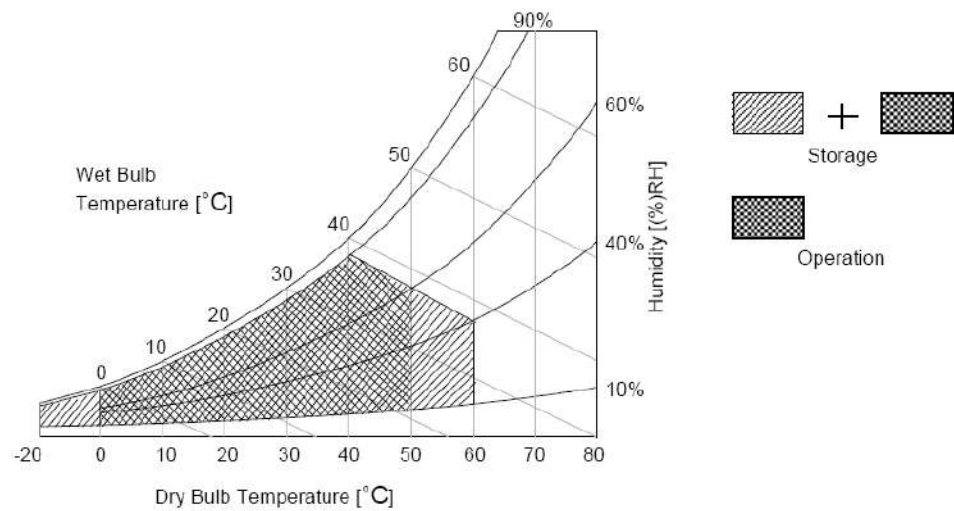 90%
60
60%
50
Wet Bulb
Temperature [°C]
40
40%
30
20
10
0
10%
Humidity [(%)RH]
-20 0 10 20 30 40 50 60 70 80
Dry Bulb Temperature [°C]
+
Storage
Operation